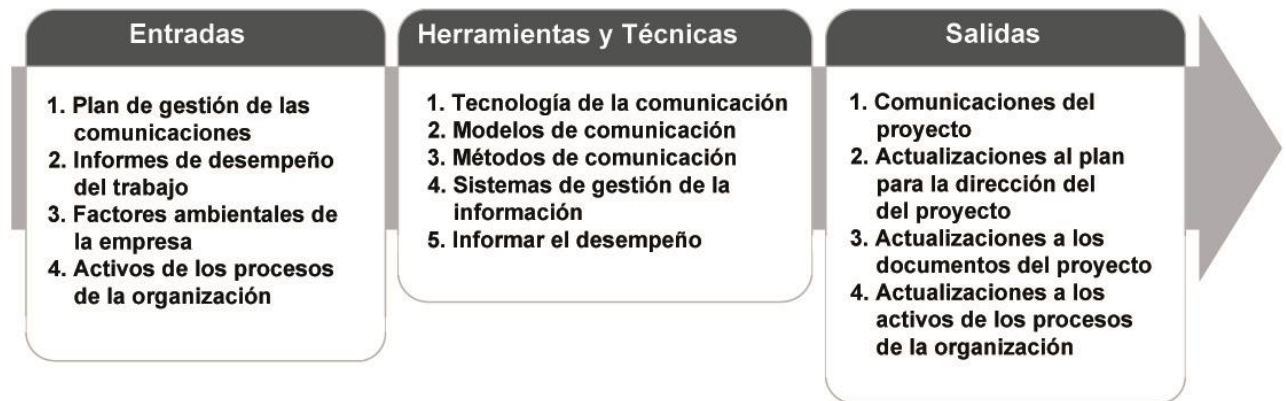 Entradas
1. Plan de gestión de las
comunicaciones
2. Informes de desempeño
del trabajo
3. Factores ambientales de
la empresa
4. Activos de los procesos
de la organización
Herramientas y Técnicas
1. Tecnología de la comunicación
2. Modelos de comunicación
3. Métodos de comunicación
4. Sistemas de gestión de la
información
5. Informar el desempeño
Salidas
1. Comunicaciones del
proyecto
2. Actualizaciones al plan
para la dirección del
del proyecto
3. Actualizaciones a los
documentos del proyecto
4. Actualizaciones a los
activos de los procesos
de la organización